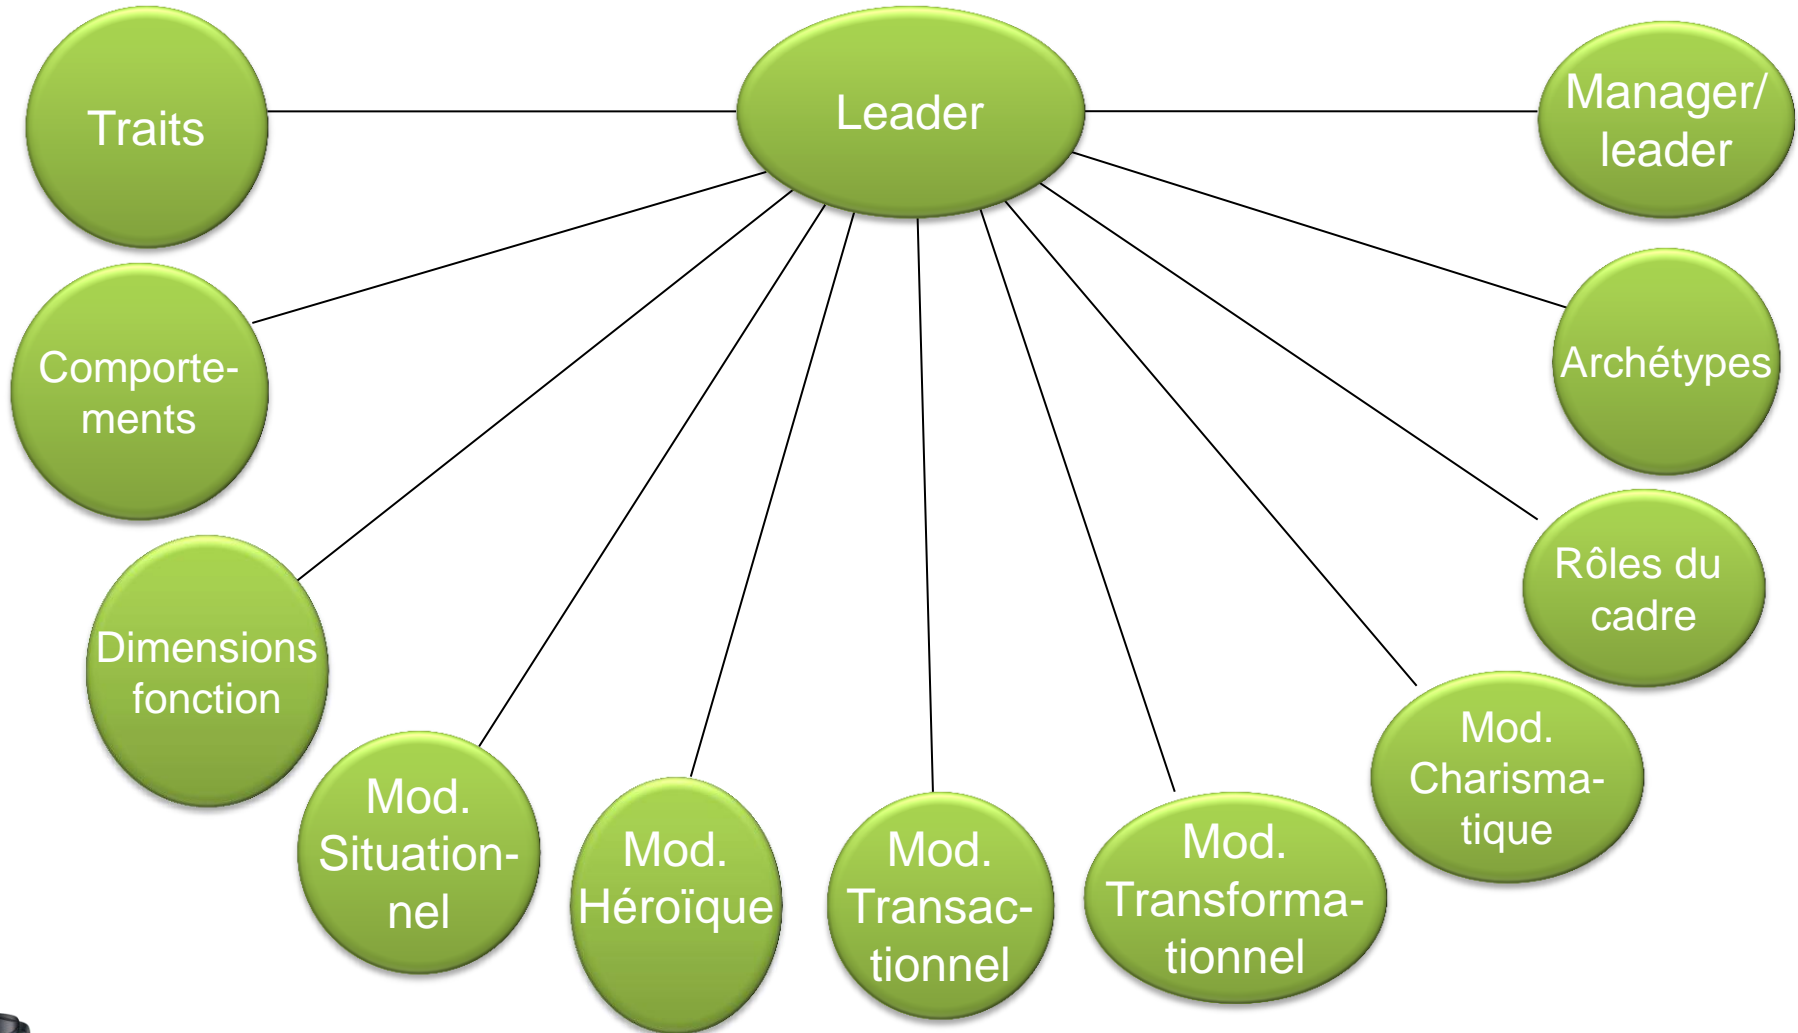 Leader
Traits
Comporte-
ments
Dimensions
fonction
Mod.
Situation-
nel
Mod.
Héroïque
Mod.
Transac-
tionnel
Mod.
Transforma-
tionnel
Mod.
Charisma-
tique
Rôles du
cadre
Archétypes
Manager/
leader